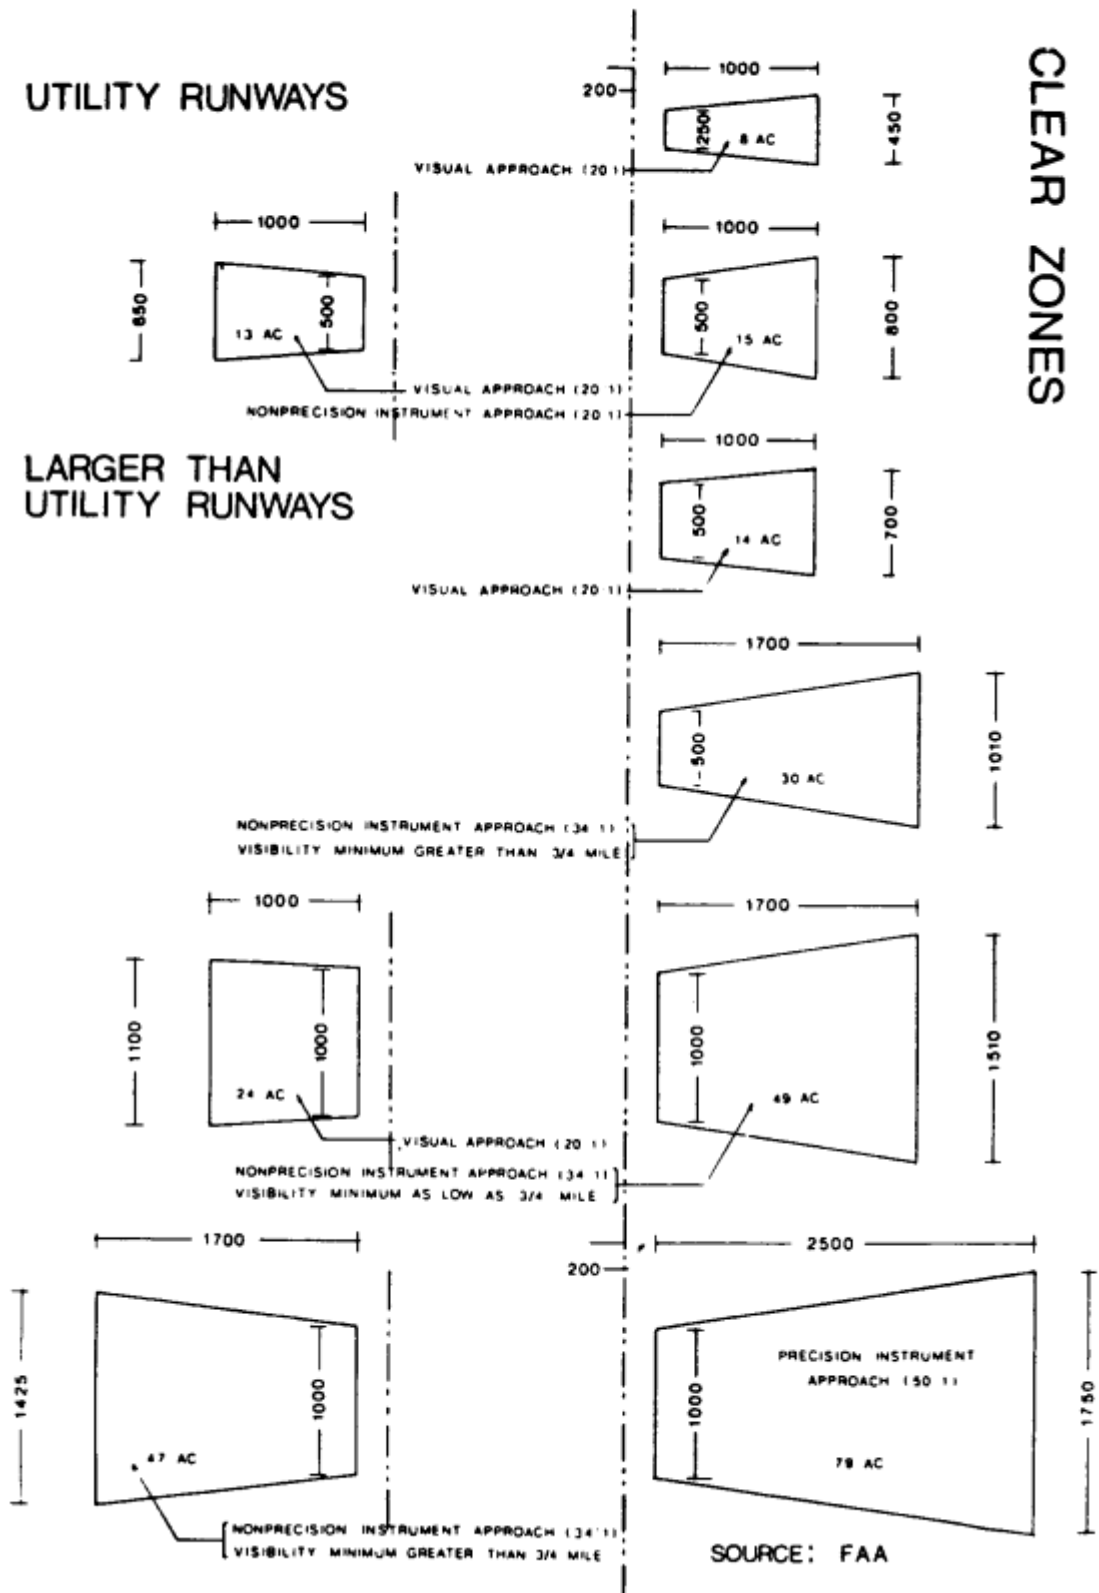 CLEAR ZONES
UTILITY RUNWAYS
1000
200
1250
8 AC
450
VISUAL APPROACH (20:1)
1000
1000
850
500
13 AC
500
15 AC
800
VISUAL APPROACH (20:1)
NONPRECISION INSTRUMENT APPROACH (20:1)
LARGER THAN
UTILITY RUNWAYS
1000
500
14 AC
700
VISUAL APPROACH (20:1)
1700
500
30 AC
1010
NONPRECISION INSTRUMENT APPROACH (34:1)
VISIBILITY MINIMUM GREATER THAN 3/4 MILE
1000
1700
1100
1000
24 AC
1000
49 AC
1510
VISUAL APPROACH (20:1)
NONPRECISION INSTRUMENT APPROACH (34:1)
VISIBILITY MINIMUM AS LOW AS 3/4 MILE
1700
200
2500
1425
1000
47 AC
1000
PRECISION INSTRUMENT
APPROACH (50:1)
79 AC
1750
NONPRECISION INSTRUMENT APPROACH (34:1)
VISIBILITY MINIMUM GREATER THAN 3/4 MILE
SOURCE: FAA